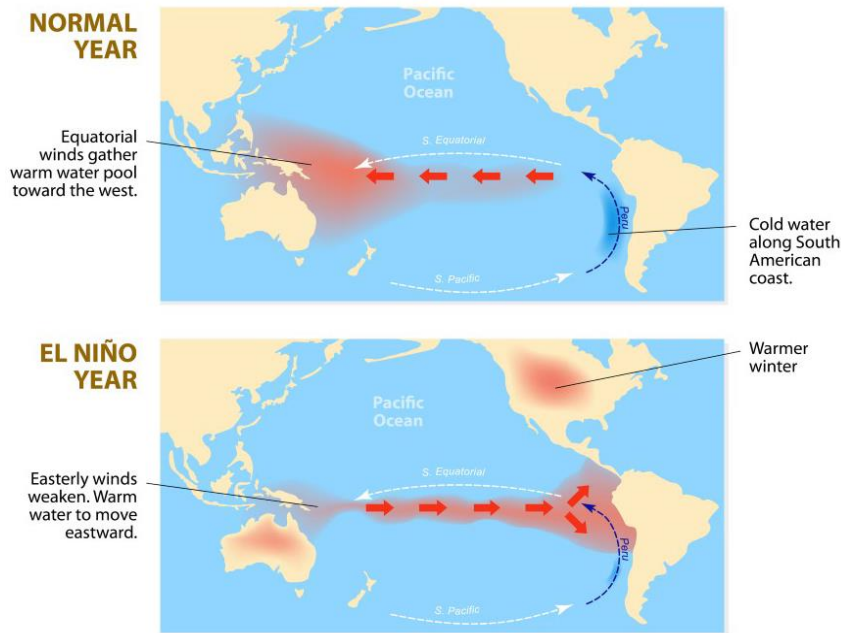 NORMAL
YEAR
Pacific
Ocean
Equatorial
winds gather
warm water pool
toward the west.
S. Equatorial
Peru
Cold water
along South
American
coast.
S. Pacific
EL NIÑO
YEAR
Warmer
winter
Pacific
Ocean
Easterly winds
weaken. Warm
water to move
eastward.
S. Equatorial
Peru
S. Pacific